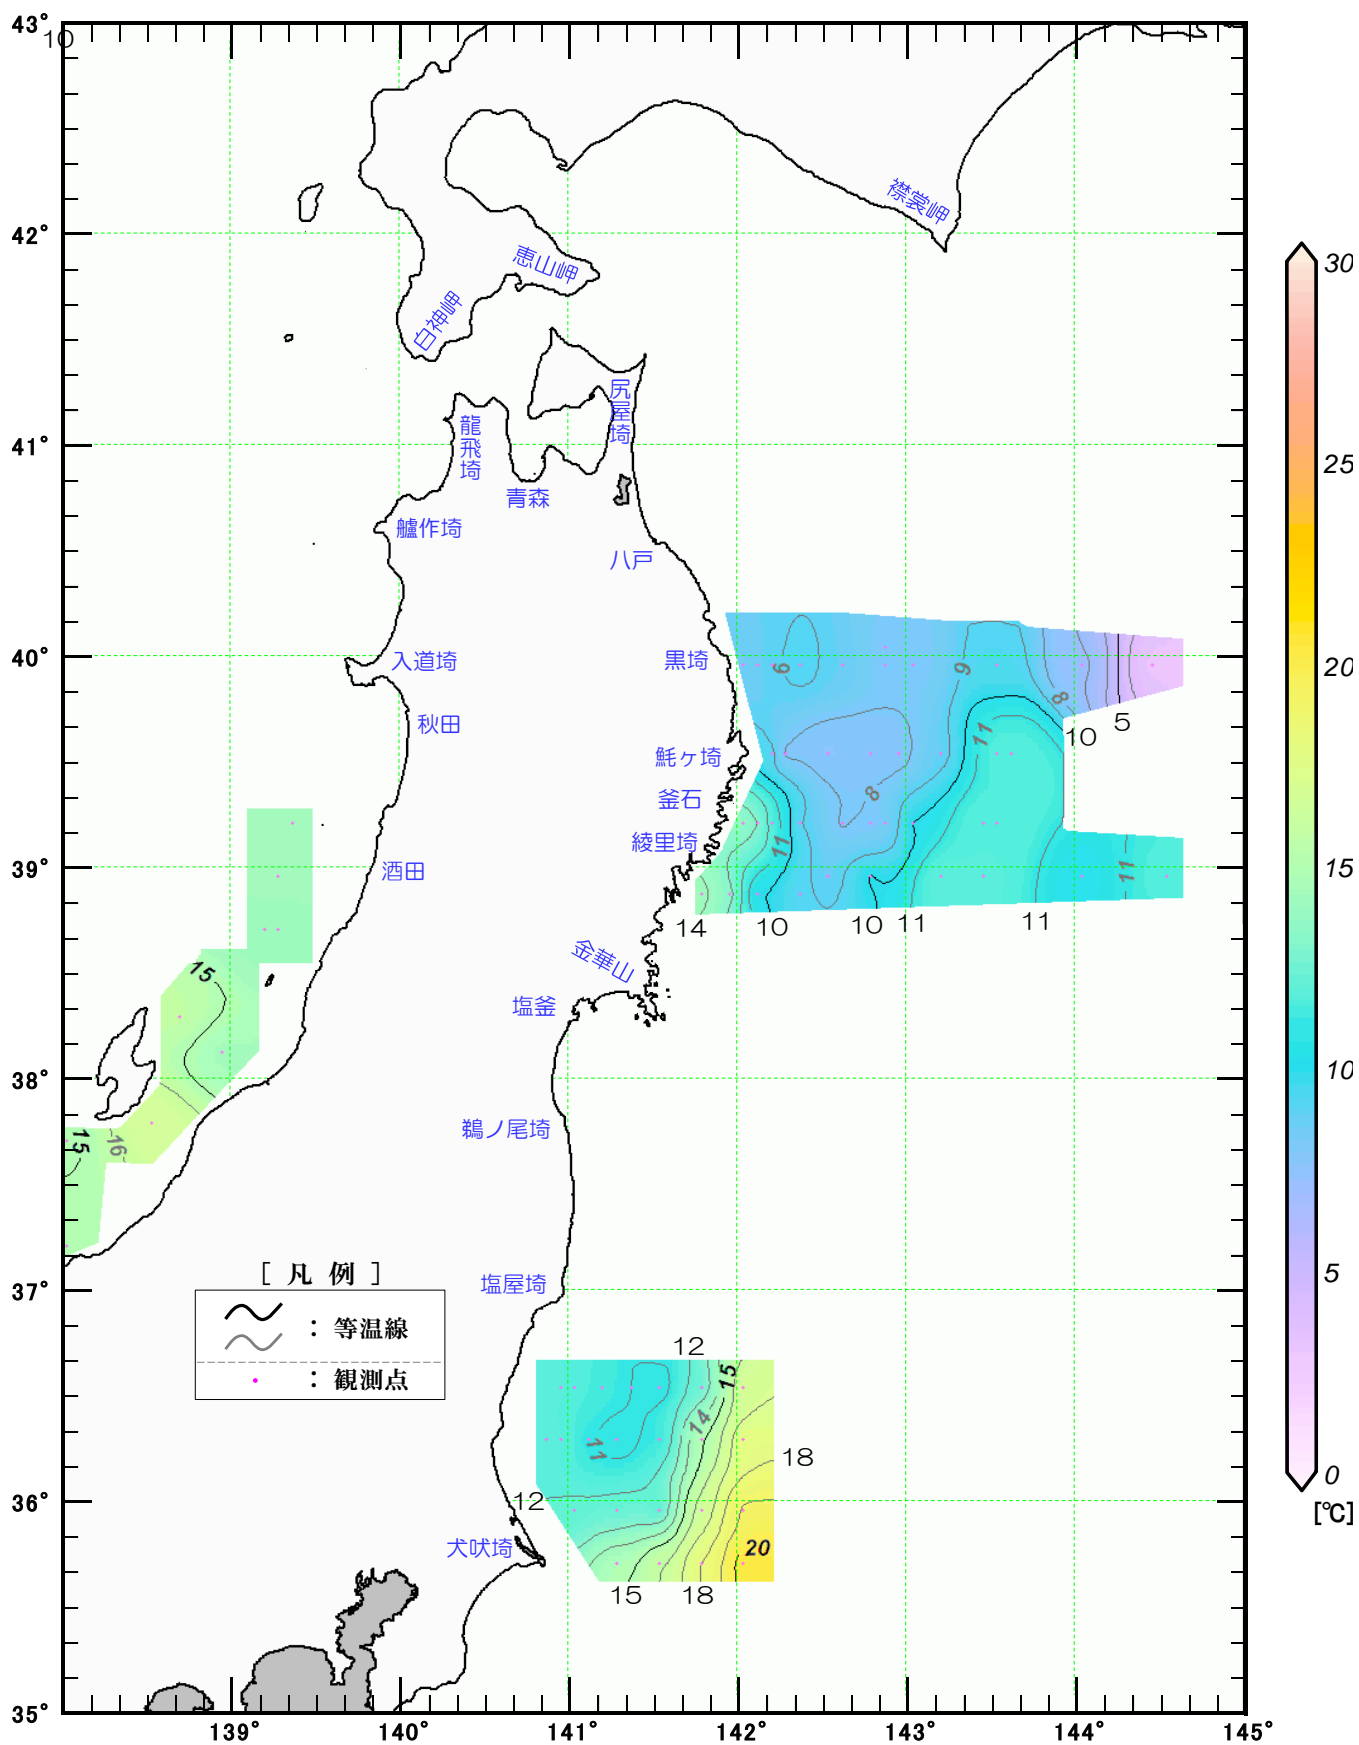 43°
10
襟裳岬
42°
恵山岬
白神岬
30
尻屋埼
龍飛埼
41°
25
青森
艫作埼
八戸
40°
入道埼
黒埼
6
9
8
20
秋田
10
5
11
魹ヶ埼
釜石
8
綾里埼
11
39°
酒田
11
15
14
10
10
11
11
金華山
15
塩釜
38°
10
鵜ノ尾埼
15
16
37°
[ 凡 例 ]
塩屋埼
5
： 等温線
12
： 観測点
15
14
11
18
0
36°
12
[℃]
犬吠埼
20
15
18
35°
139°
140°
141°
142°
143°
144°
145°